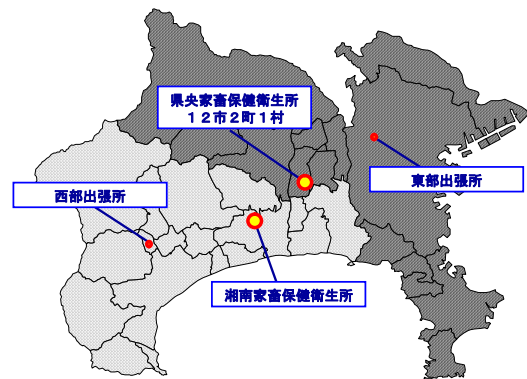 県央家畜保健衛生所
１２市２町１村
東部出張所
西部出張所
湘南家畜保健衛生所